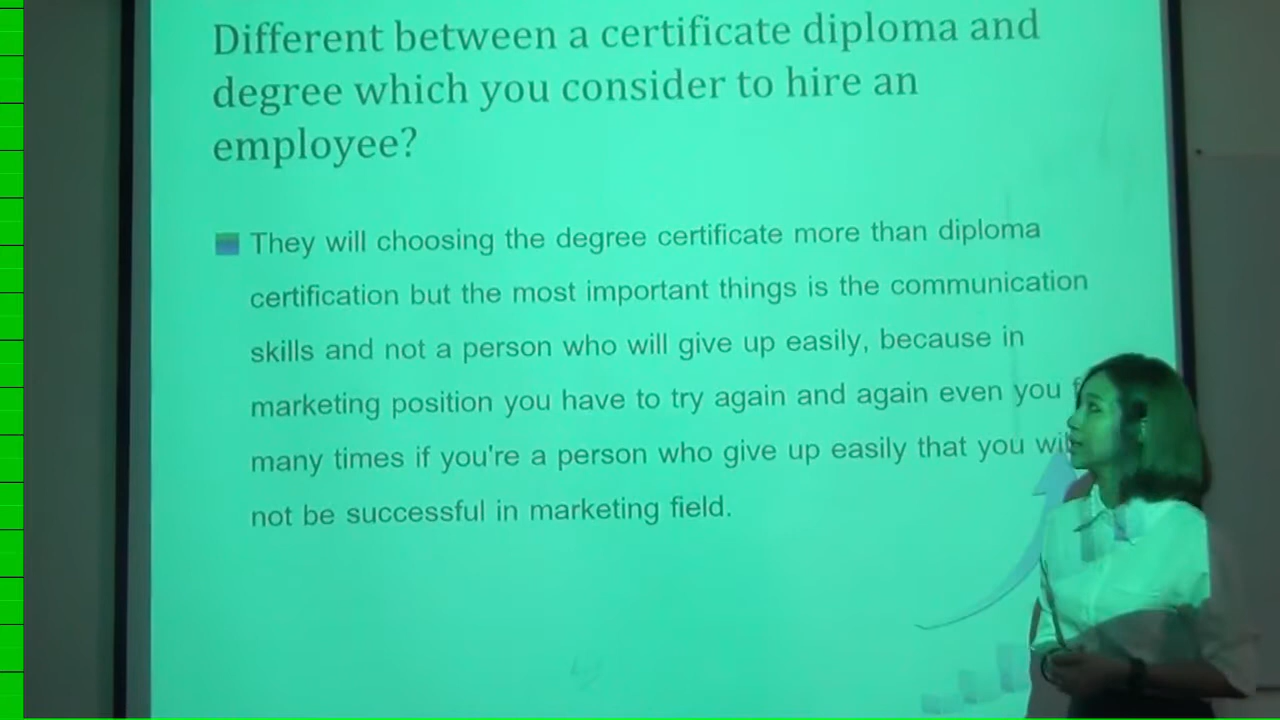 Different between a certificate diploma and
degree which you consider to hire an
employee?
They will choosing the degree certificate more than diploma
certification but the most important things is the communication
skills and not a person who will give up easily, because in
marketing position you have to try again and again even you
many times if you're a person who give up easily that you
not be successful in marketing field.